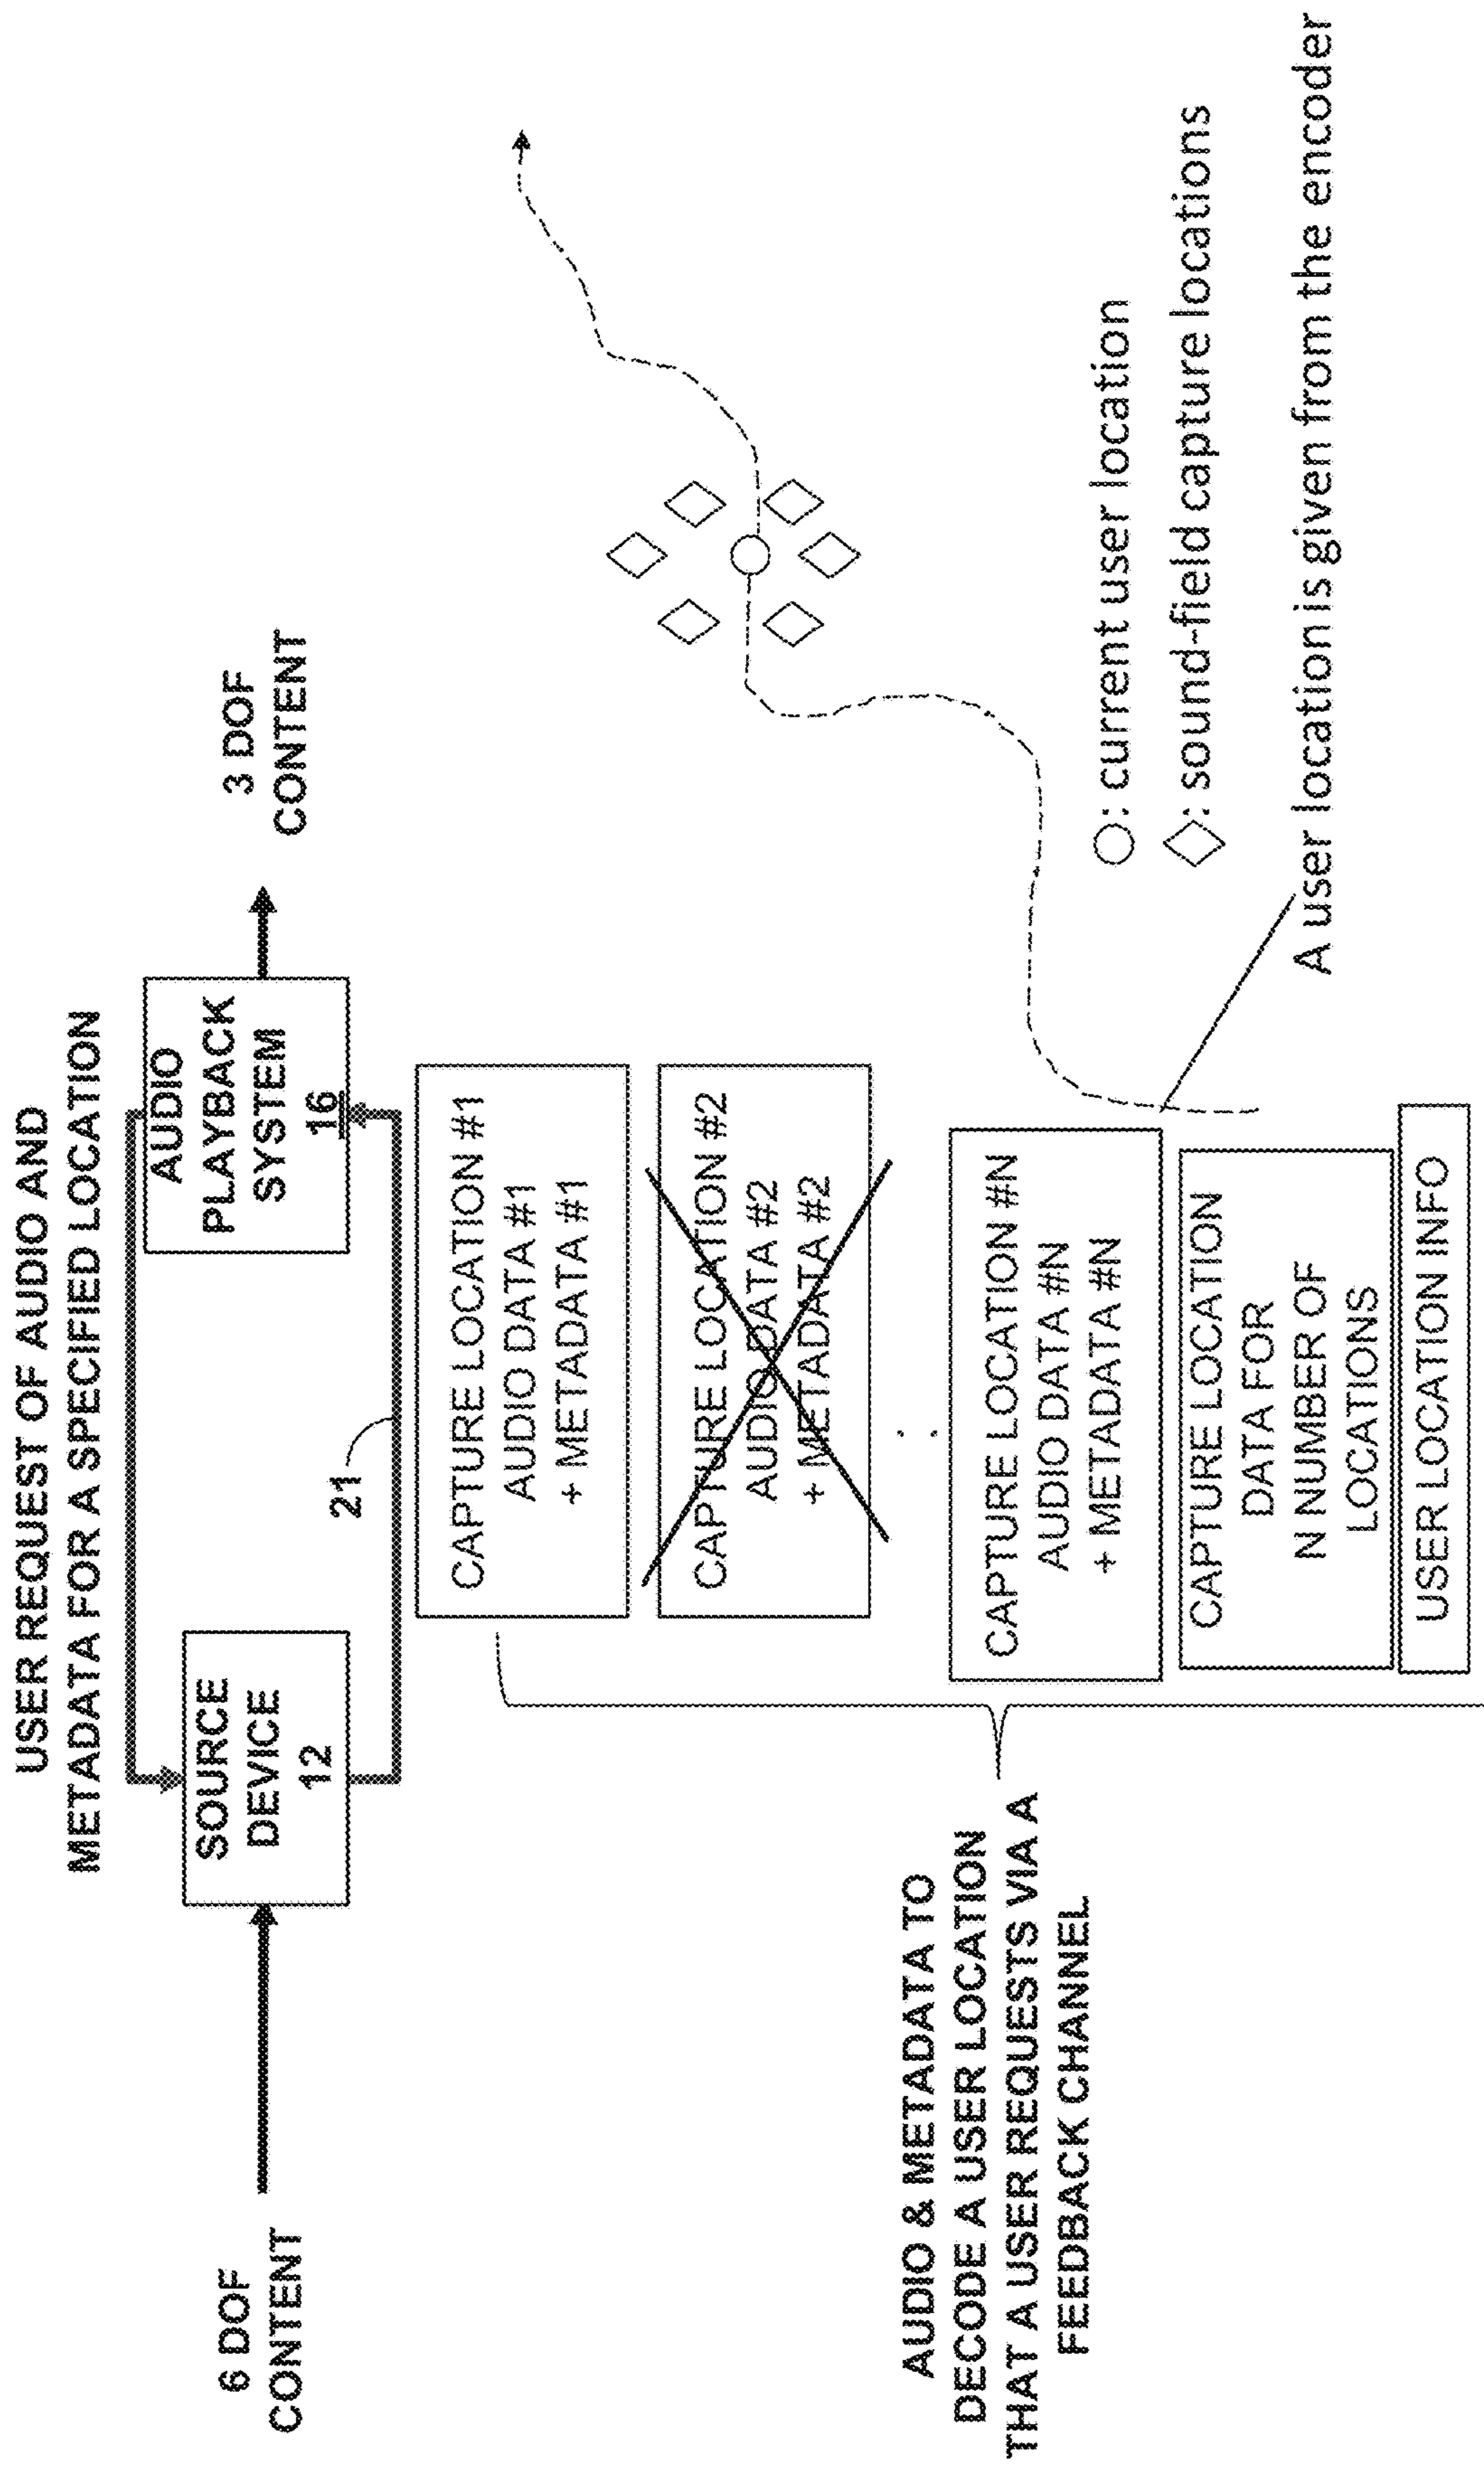 USER REQUEST OF AUDIO AND
METADATA FOR A SPECIFIED LOCATION
6 DOF
CONTENT
SOURCE
DEVICE
12
AUDIO
PLAYBACK
SYSTEM
16
3 DOF
CONTENT
21
CAPTURE LOCATION #1
AUDIO DATA #1
+ METADATA #1
CAPTURE LOCATION #2
AUDIO DATA #2
+ METADATA #2
. .
CAPTURE LOCATION #N
AUDIO DATA #N
+ METADATA #N
CAPTURE LOCATION
DATA FOR
N NUMBER OF
LOCATIONS
USER LOCATION INFO
AUDIO & METADATA TO
DECODE A USER LOCATION
THAT A USER REQUESTS VIA A
FEEDBACK CHANNEL
: current user location
: sound-field capture locations
A user location is given from the encoder